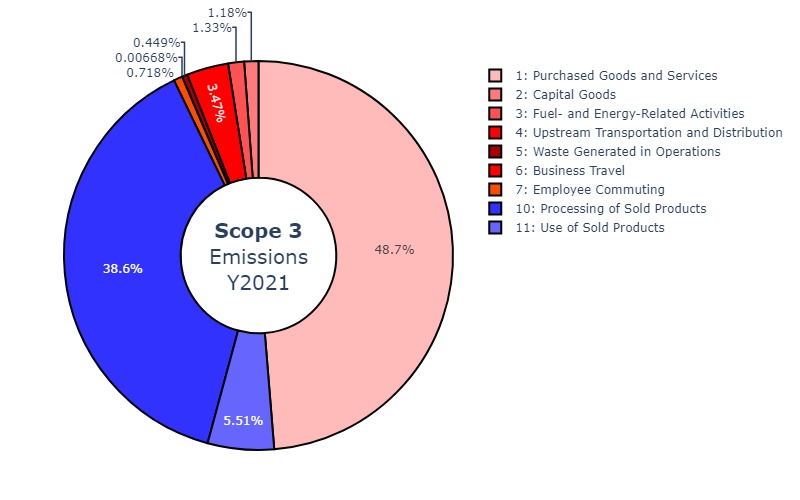 1.18%
1.33%
0.449%
0.00668%
0.718%
3.47%
48.7%
38.6%
5.51%
Scope 3
Emissions
Y2021
1: Purchased Goods and Services
2: Capital Goods
3: Fuel- and Energy-Related Activities
4: Upstream Transportation and Distribution
5: Waste Generated in Operations
6: Business Travel
7: Employee Commuting
10: Processing of Sold Products
11: Use of Sold Products